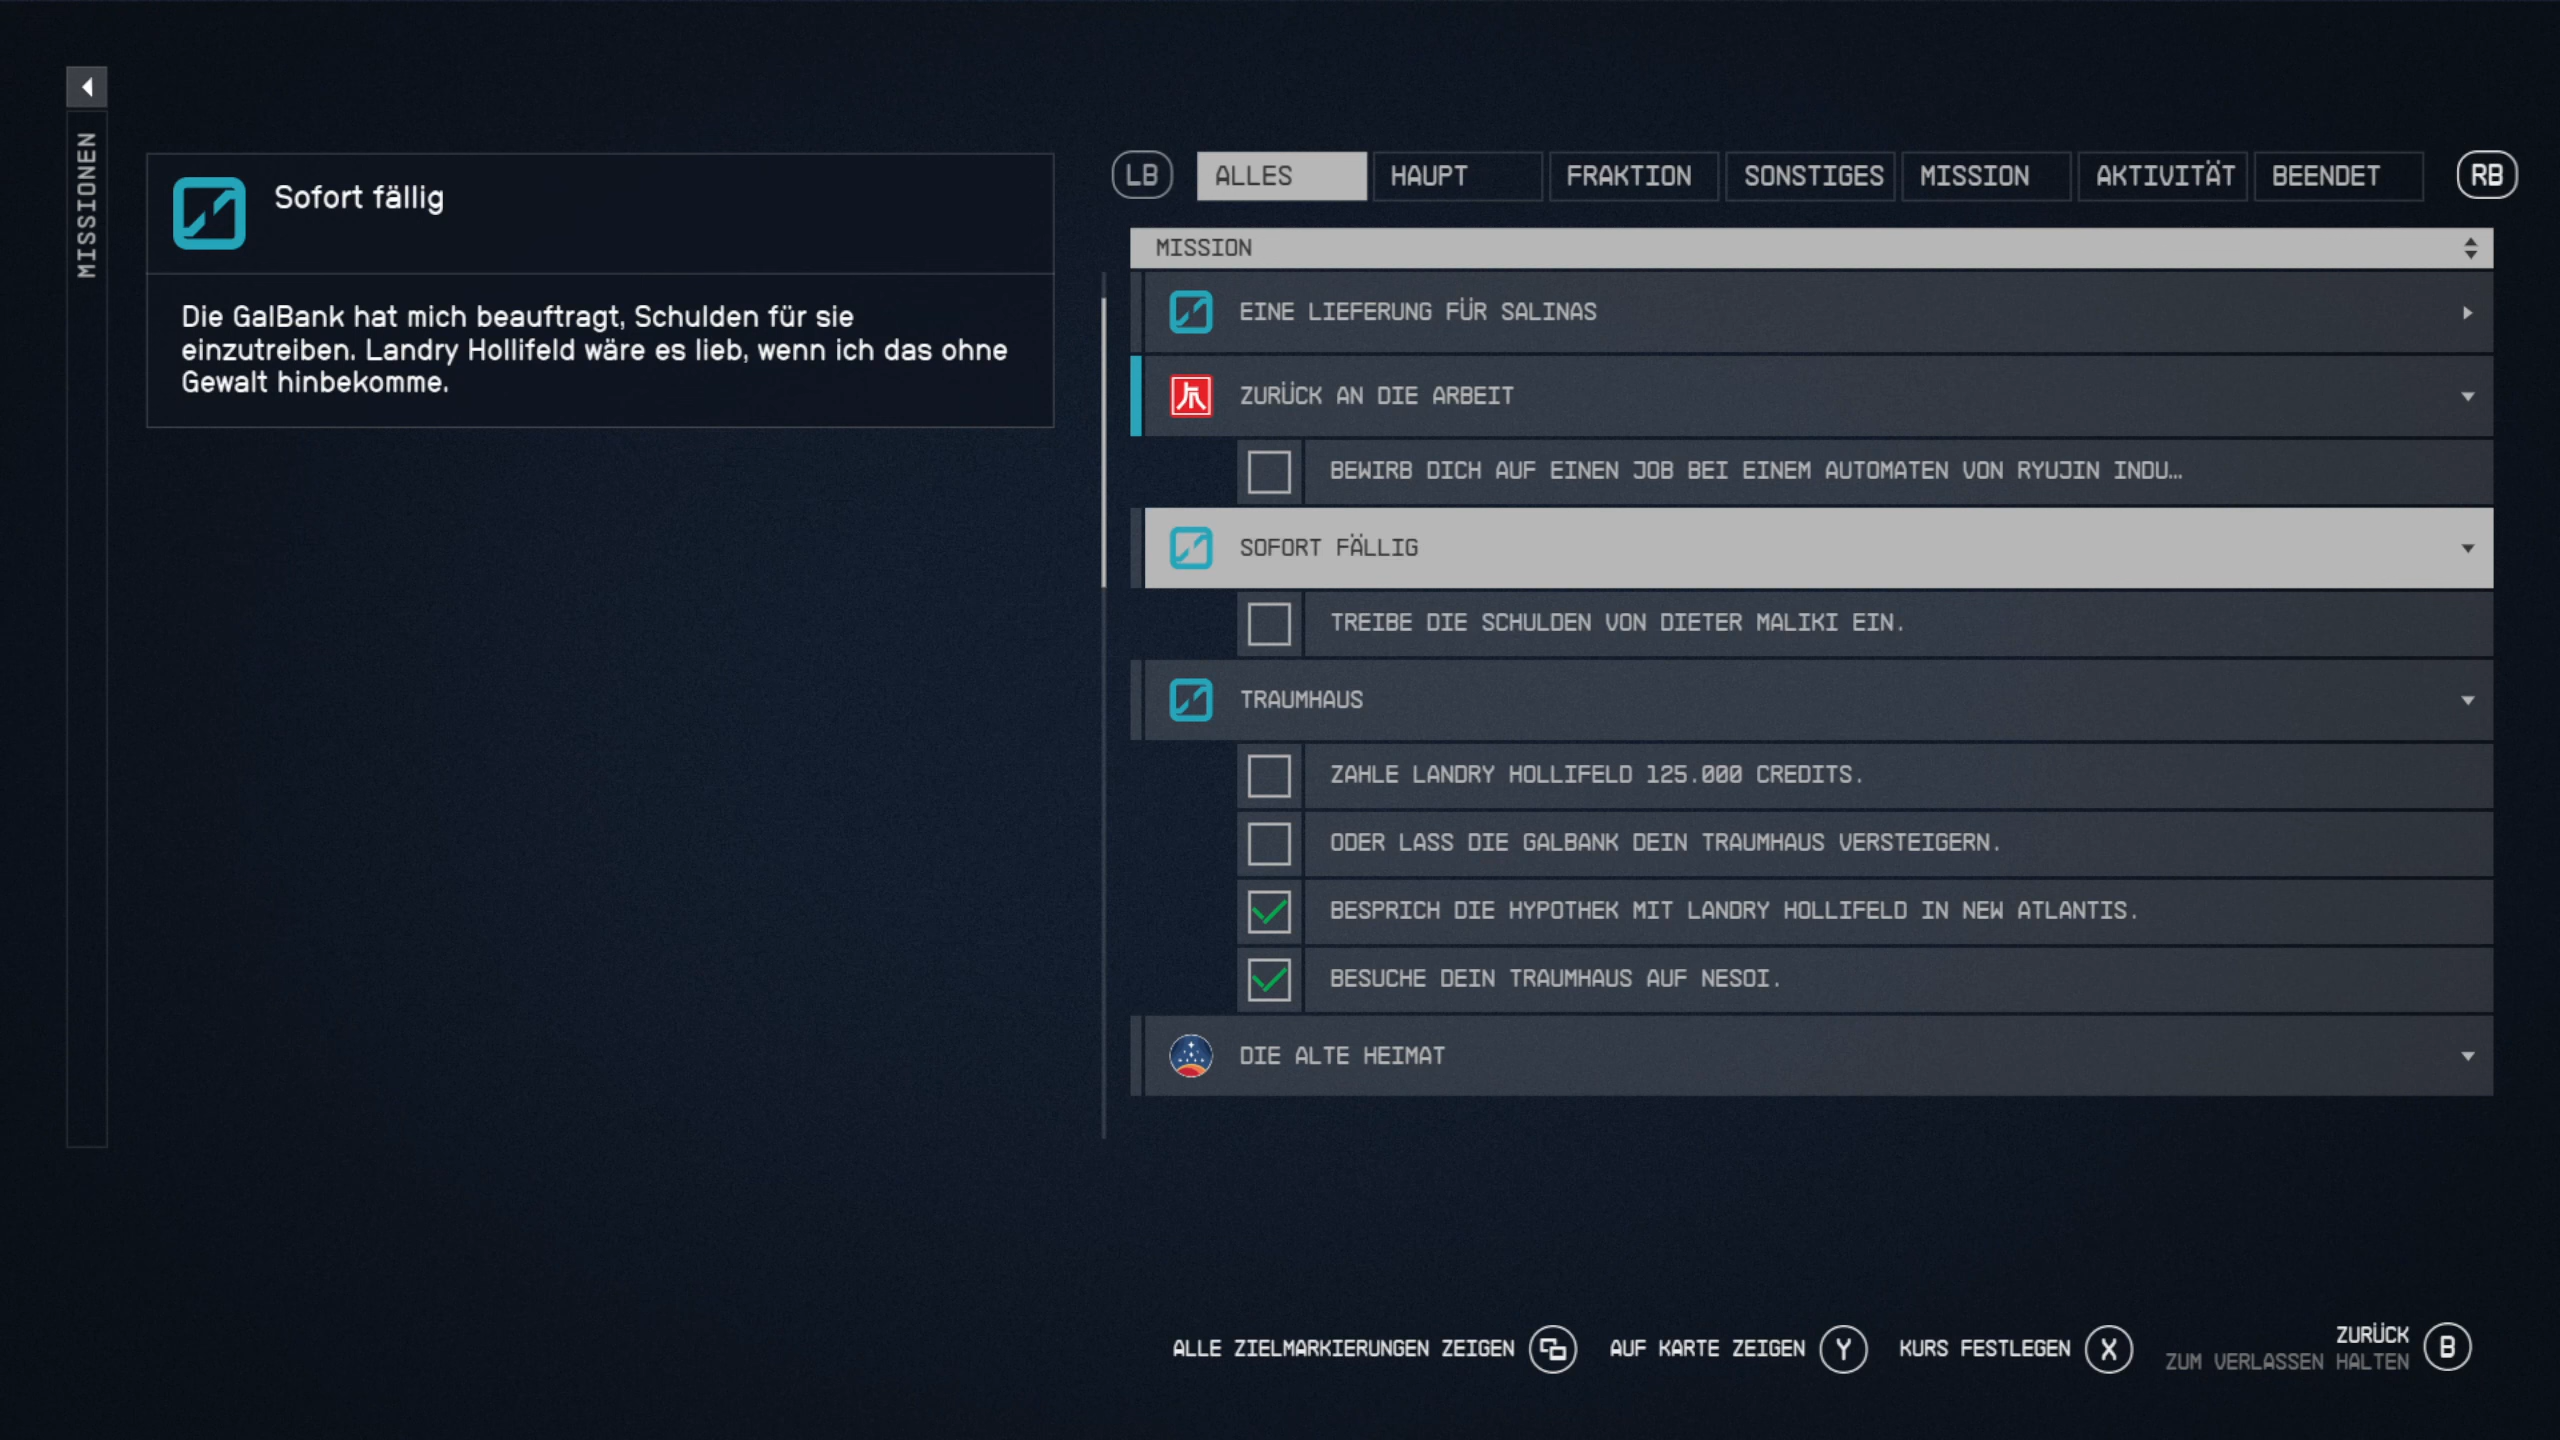 MISSIONEN
Sofort fällig
Die GalBank hat mich beauftragt, Schulden für sie
einzutreiben. Landry Hollifeld wäre es lieb, wenn ich das ohne
Gewalt hinbekomme.
LB ALLES HAUPT FRAKTION SONSTIGES MISSION AKTIVITÄT BEENDET RB
MISSION
EINE LIEFERUNG FÜR SALINAS
ZURÜCK AN DIE ARBEIT
BEWIRB DICH AUF EINEN JOB BEI EINEM AUTOMATEN VON RYUJIN INDU...
SOFORT FÄLLIG
TREIBE DIE SCHULDEN VON DIETER MALIKI EIN.
TRAUMHAUS
ZAHLE LANDRY HOLLIFELD 125.000 CREDITS.
ODER LASS DIE GALBANK DEIN TRAUMHAUS VERSTEIGERN.
BESPRICH DIE HYPOTHEK MIT LANDRY HOLLIFELD IN NEW ATLANTIS.
BESUCHE DEIN TRAUMHAUS AUF NESOI.
DIE ALTE HEIMAT
ALLE ZIELMARKIERUNGEN ZEIGEN AUF KARTE ZEIGEN Y KURS FESTLEGEN X ZURÜCK B
ZUM VERLASSEN HALTEN